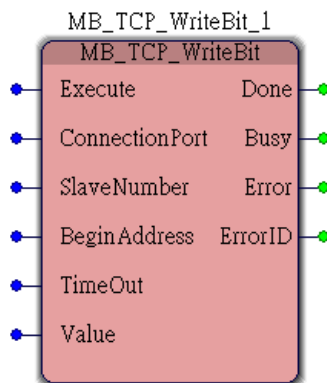 MB_TCP_WriteBit_1
MB_TCP_WriteBit
Execute Done
ConnectionPort Busy
SlaveNumber Error
BeginAddress ErrorID
TimeOut
Value